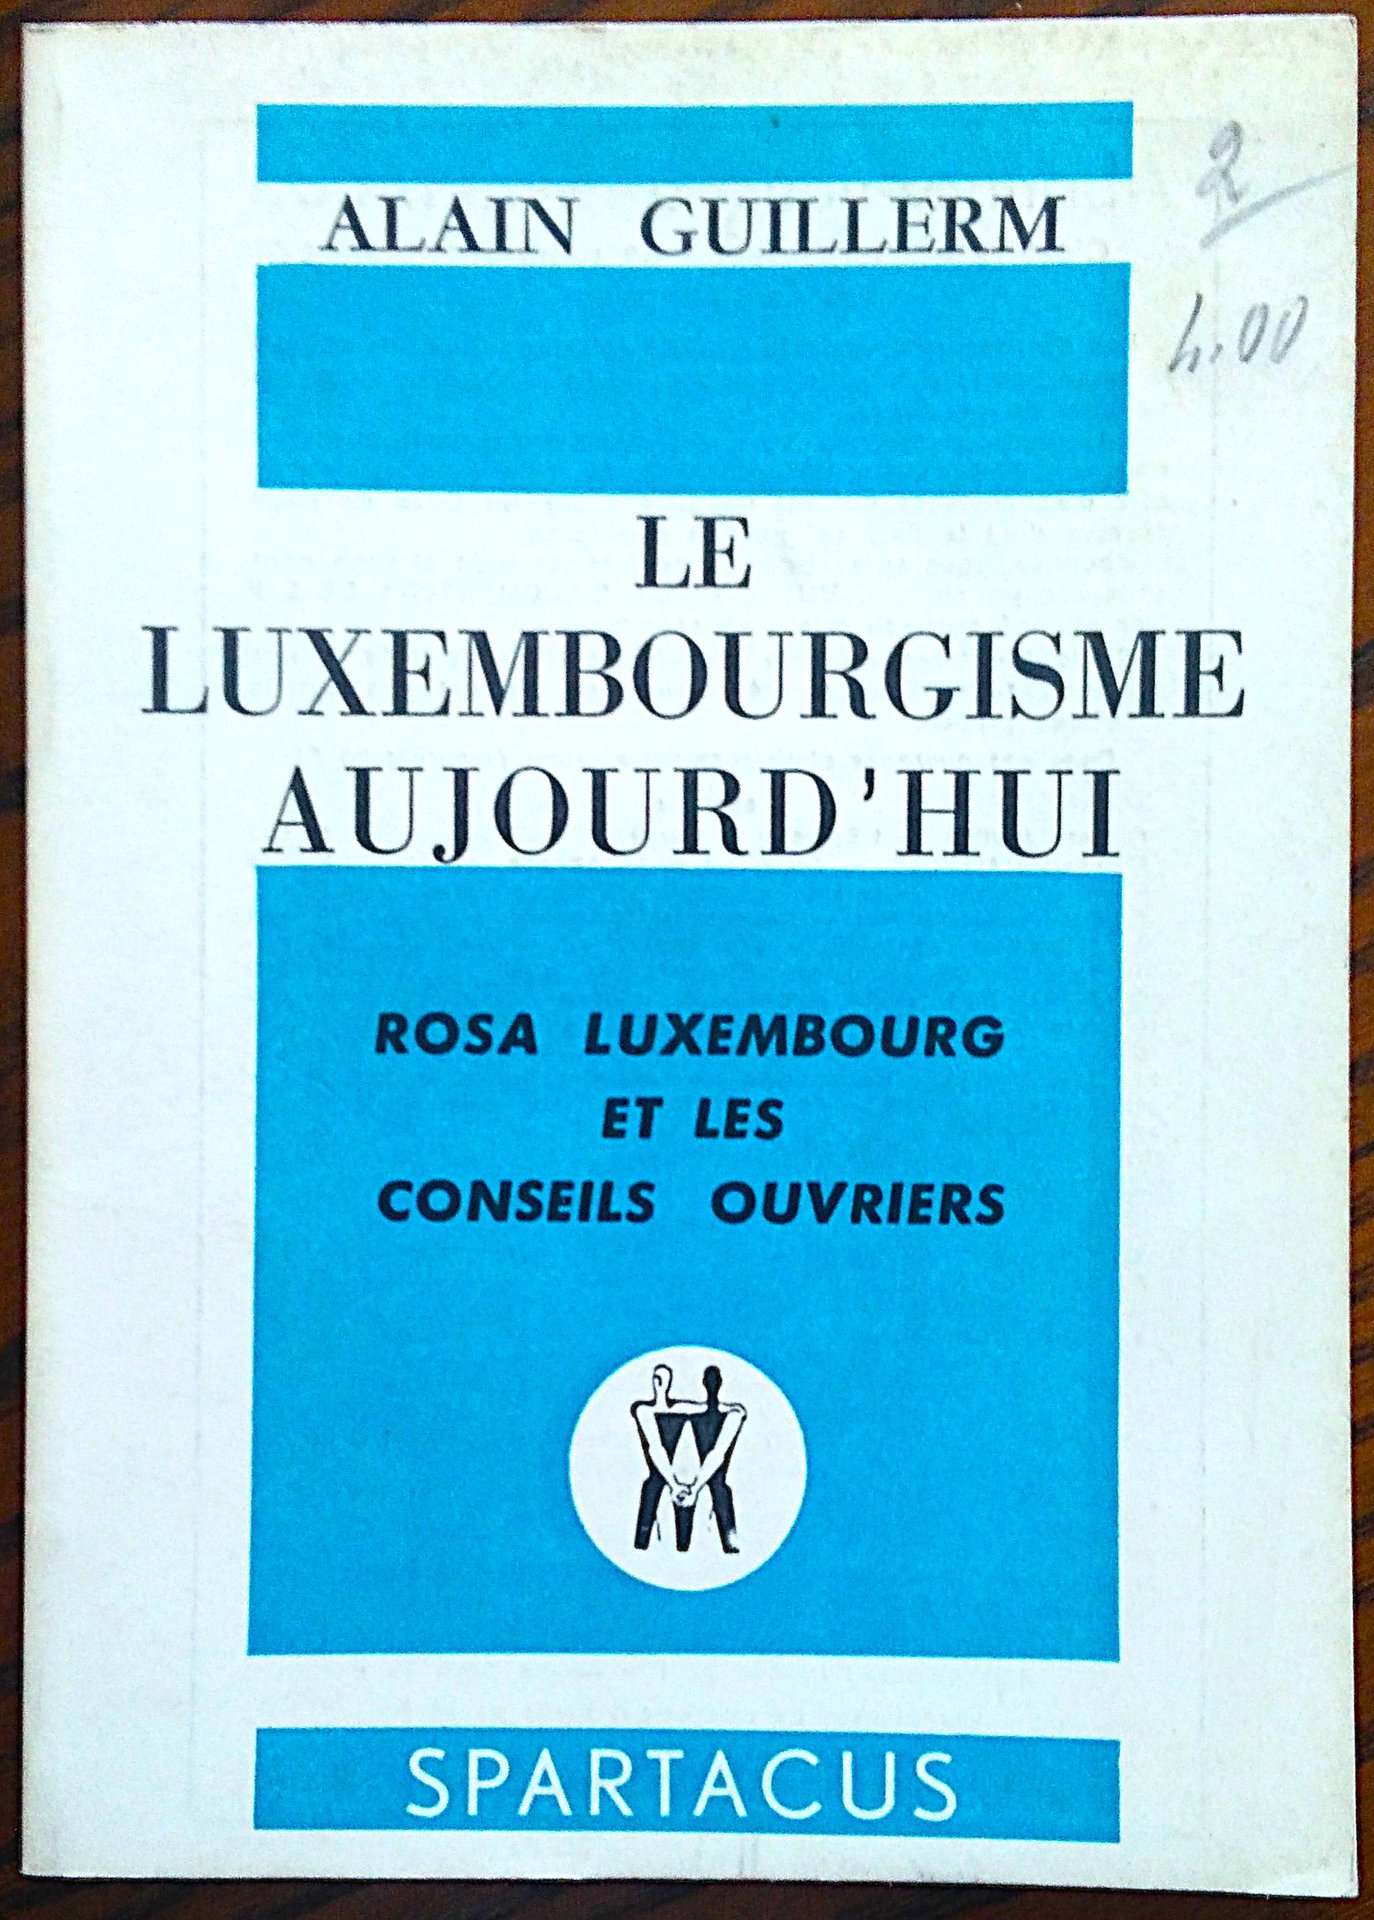 ALAIN GUILLERM
2
4.00
LE
LUXEMBOURGISME
AUJOURD'HUI
ROSA LUXEMBOURG
ET LES
CONSEILS OUVRIERS
SPARTACUS